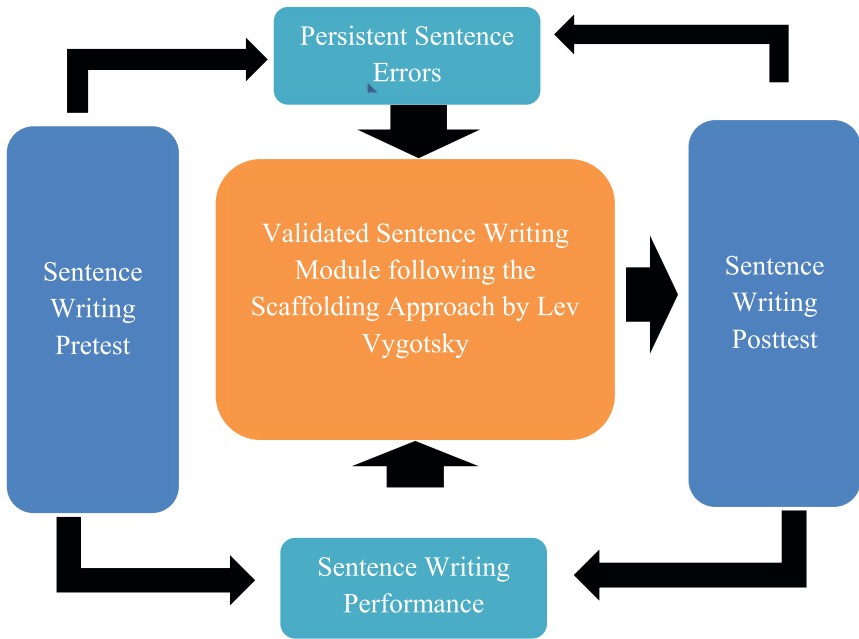 Persistent Sentence
Errors
Sentence
Writing
Pretest
Validated Sentence Writing
Module following the
Scaffolding Approach by Lev
Vygotsky
Sentence
Writing
Posttest
Sentence Writing
Performance